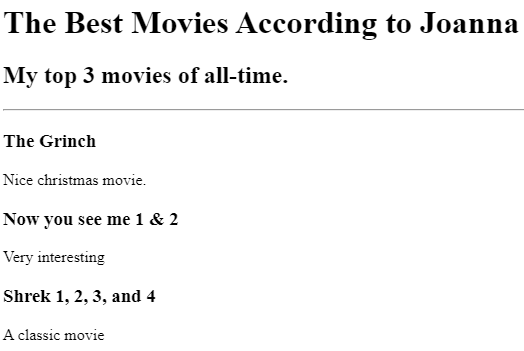 The Best Movies According to Joanna
My top 3 movies of all-time.
The Grinch
Nice christmas movie.
Now you see me 1 & 2
Very interesting
Shrek 1, 2, 3, and 4
A classic movie